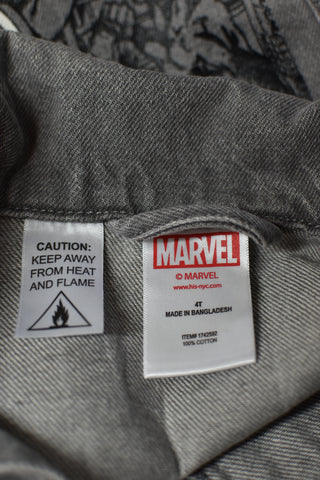 CAUTION:
KEEP AWAY
FROM HEAT
AND FLAME
MARVEL
© MARVEL
www.his-nyc.com
4T
MADE IN BANGLADESH
ITEM# 1742592
100% COTTON